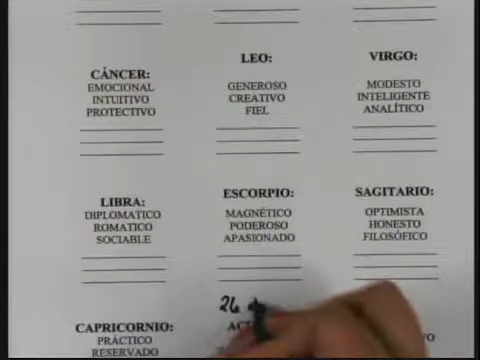 CÁNCER:
EMOCIONAL
INTUITIVO
PROTECTIVO
LEO:
GENEROSO
CREATIVO
FIEL
VIRGO:
MODESTO
INTELIGENTE
ANALÍTICO
LIBRA:
DIPLOMATICO
ROMATICO
SOCIABLE
ESCORPIO:
MAGNÉTICO
PODEROSO
APASIONADO
SAGITARIO:
OPTIMISTA
HONESTO
FILOSÓFICO
CAPRICORNIO:
PRÁCTICO
RESERVADO
26